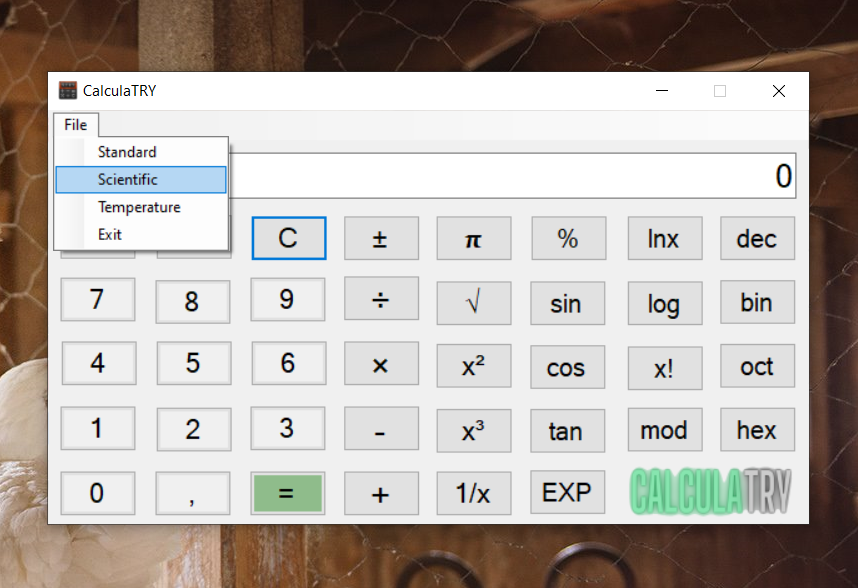 CalculaTRY
File
Standard
Scientific
Temperature
Exit
0
C ± π % lnx dec
7 8 9 ÷ √ sin log bin
4 5 6 × x² cos x! oct
1 2 3 - x³ tan mod hex
0 , = + 1/x EXP CALCULATRY